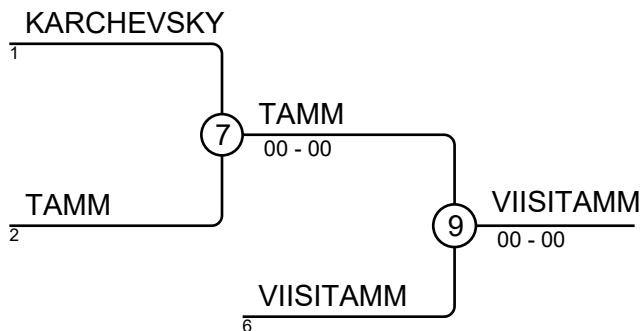 KARCHEVSKY
1
7
TAMM
00 - 00
TAMM
2
9
VIISITAMM
00 - 00
VIISITAMM
6